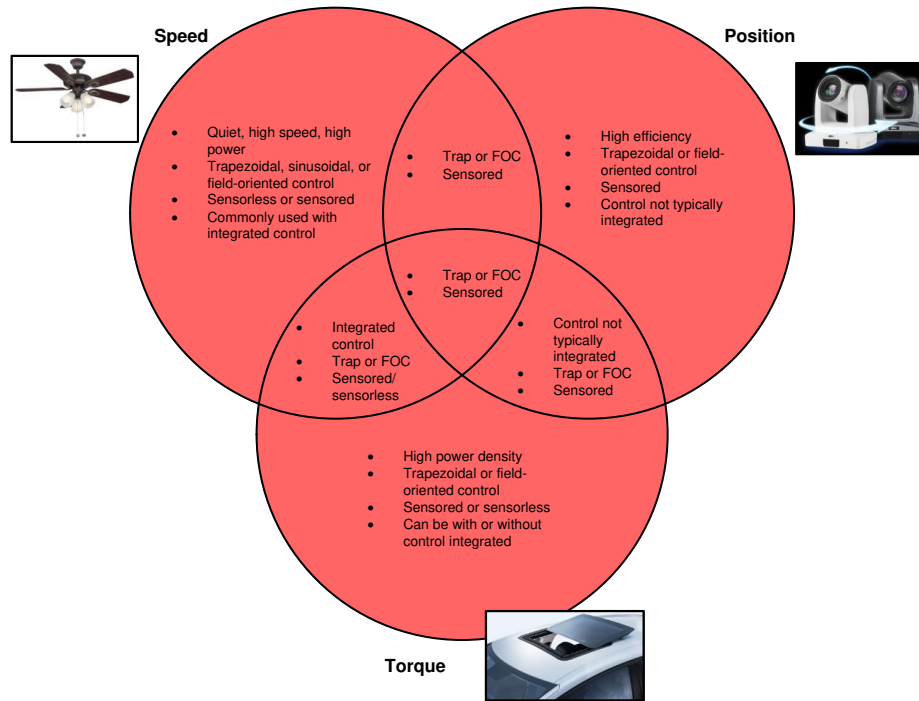 Speed
Position
• Quiet, high speed, high
power
• Trapezoidal, sinusoidal, or
field-oriented control
• Sensorless or sensored
• Commonly used with
integrated control
• Trap or FOC
• Sensored
• High efficiency
• Trapezoidal or field-
oriented control
• Sensored
• Control not typically
integrated
• Trap or FOC
• Sensored
• Integrated
control
• Trap or FOC
• Sensored/
sensorless
• Control not
typically
integrated
• Trap or FOC
• Sensored
• High power density
• Trapezoidal or field-
oriented control
• Sensored or sensorless
• Can be with or without
control integrated
Torque